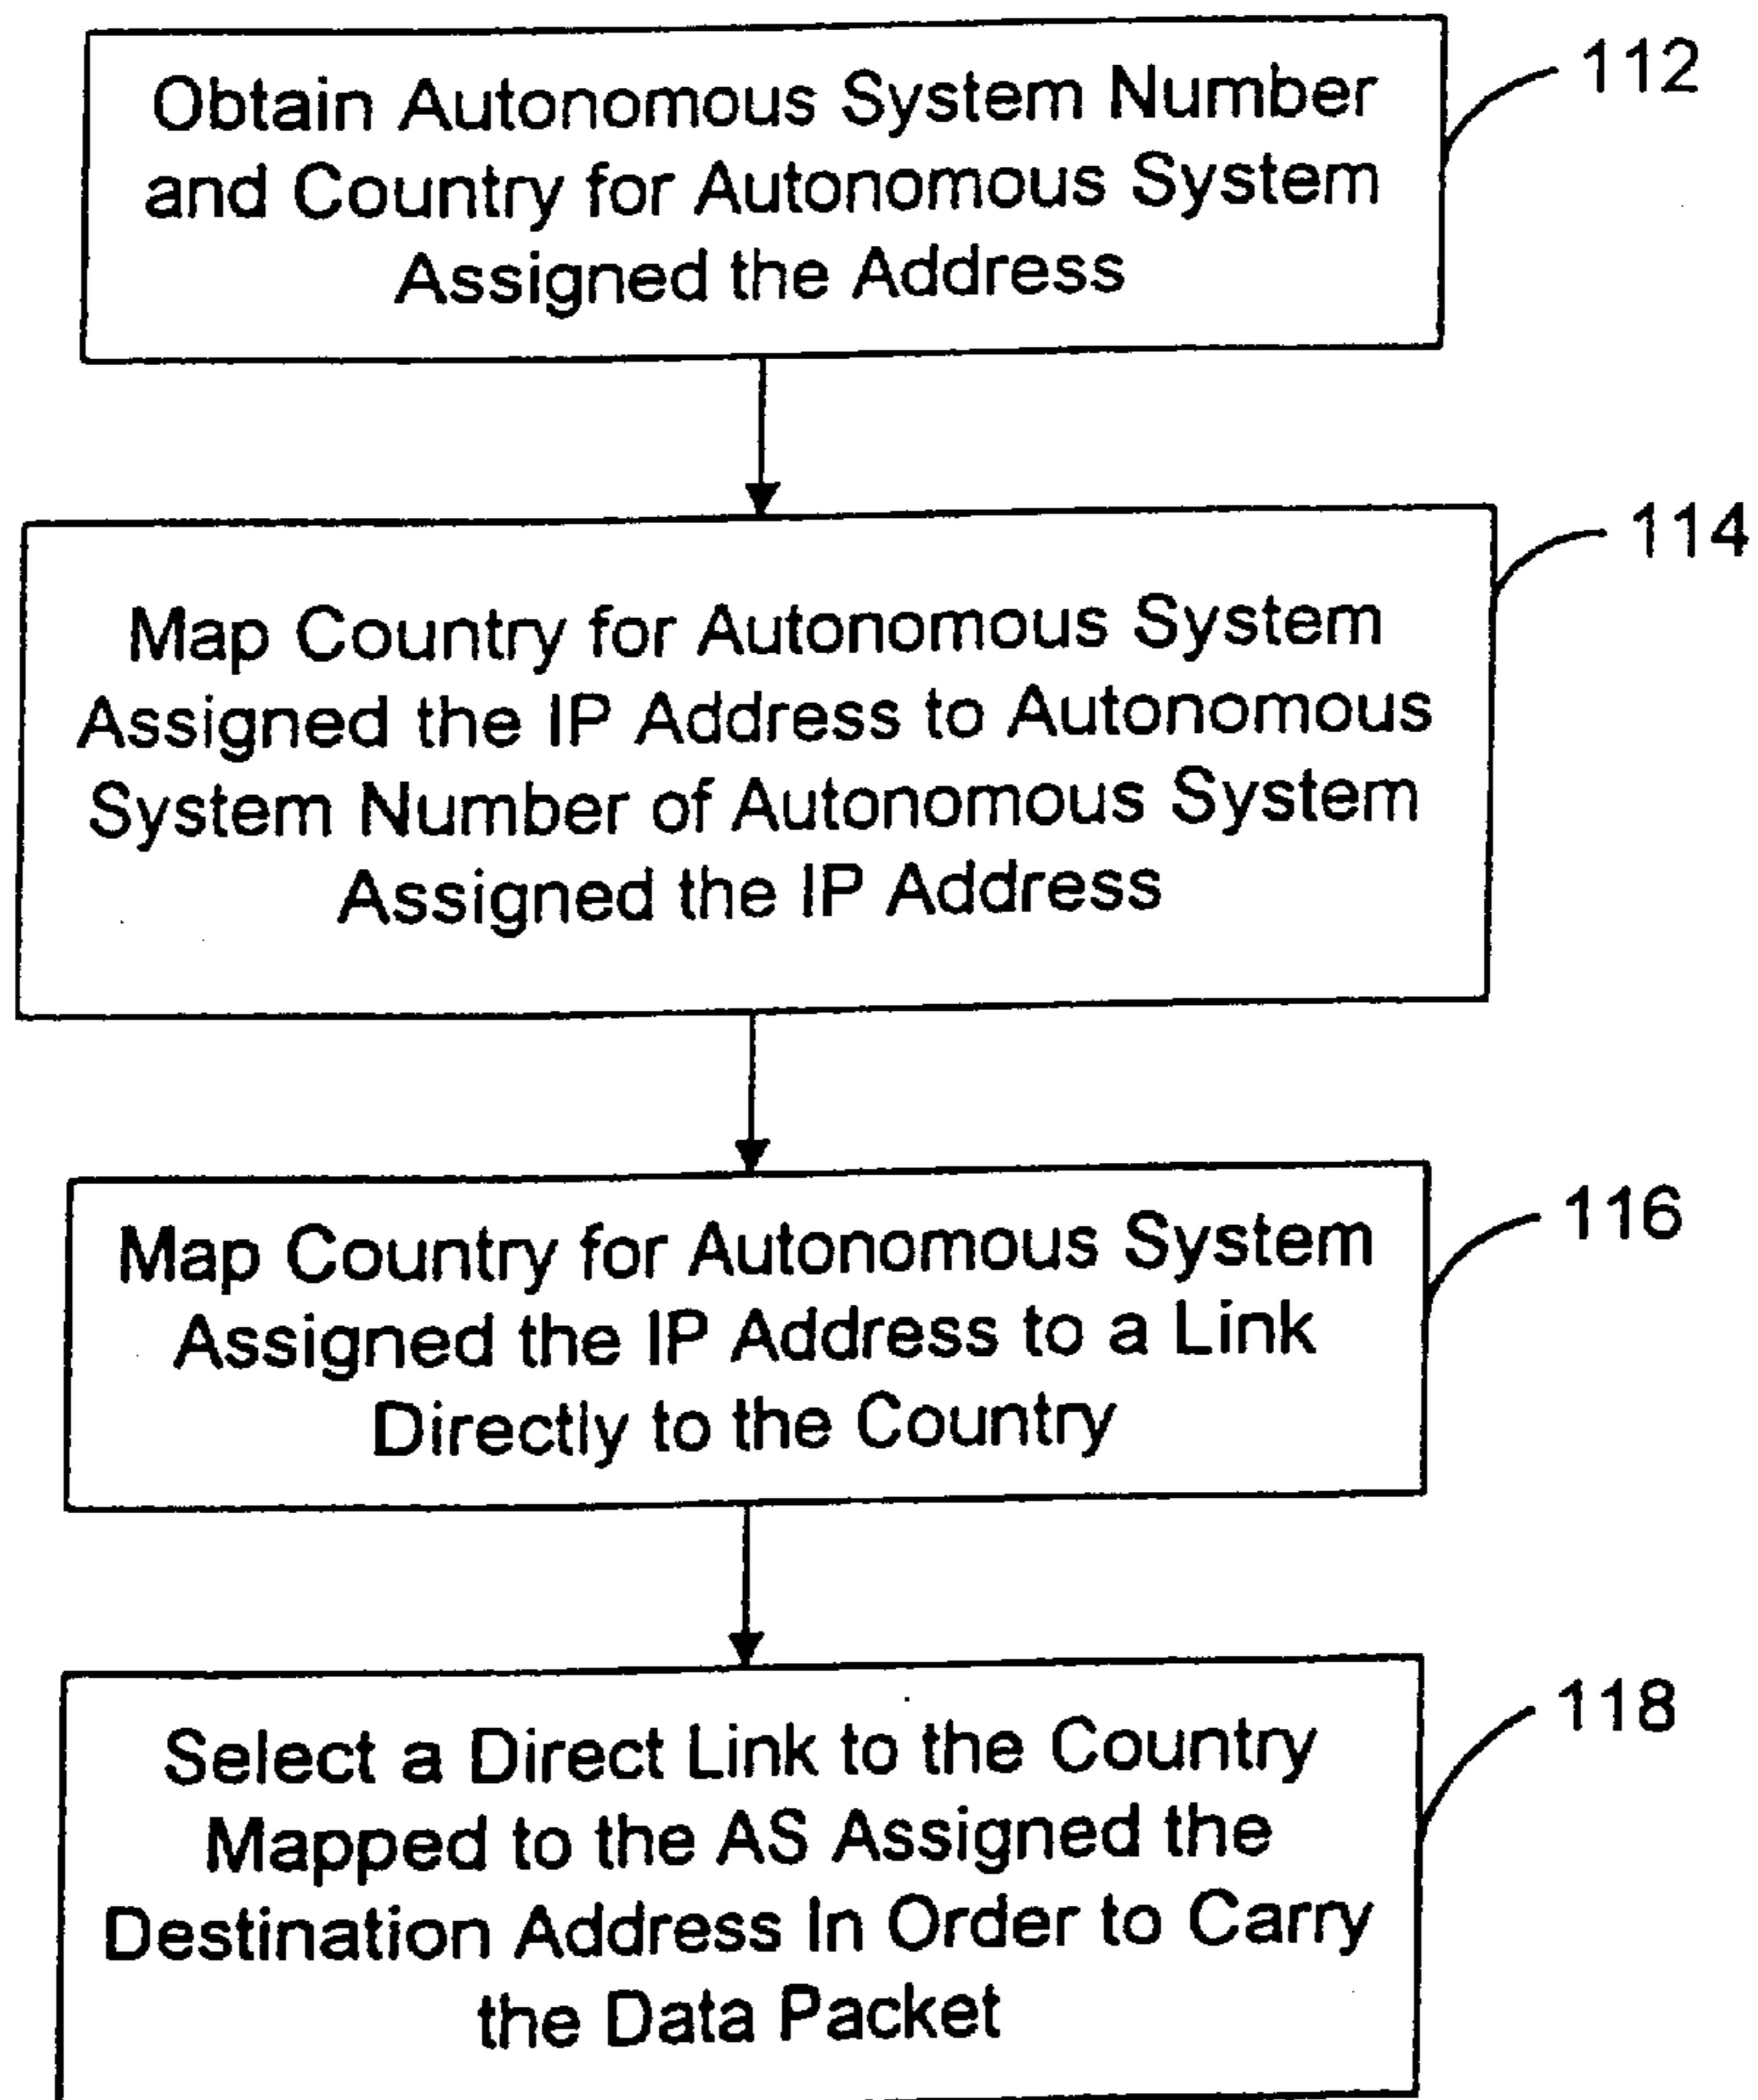 Obtain Autonomous System Number
and Country for Autonomous System
Assigned the Address
112
Map Country for Autonomous System
Assigned the IP Address to Autonomous
System Number of Autonomous System
Assigned the IP Address
114
Map Country for Autonomous System
Assigned the IP Address to a Link
Directly to the Country
116
Select a Direct Link to the Country
Mapped to the AS Assigned the
Destination Address In Order to Carry
the Data Packet
118